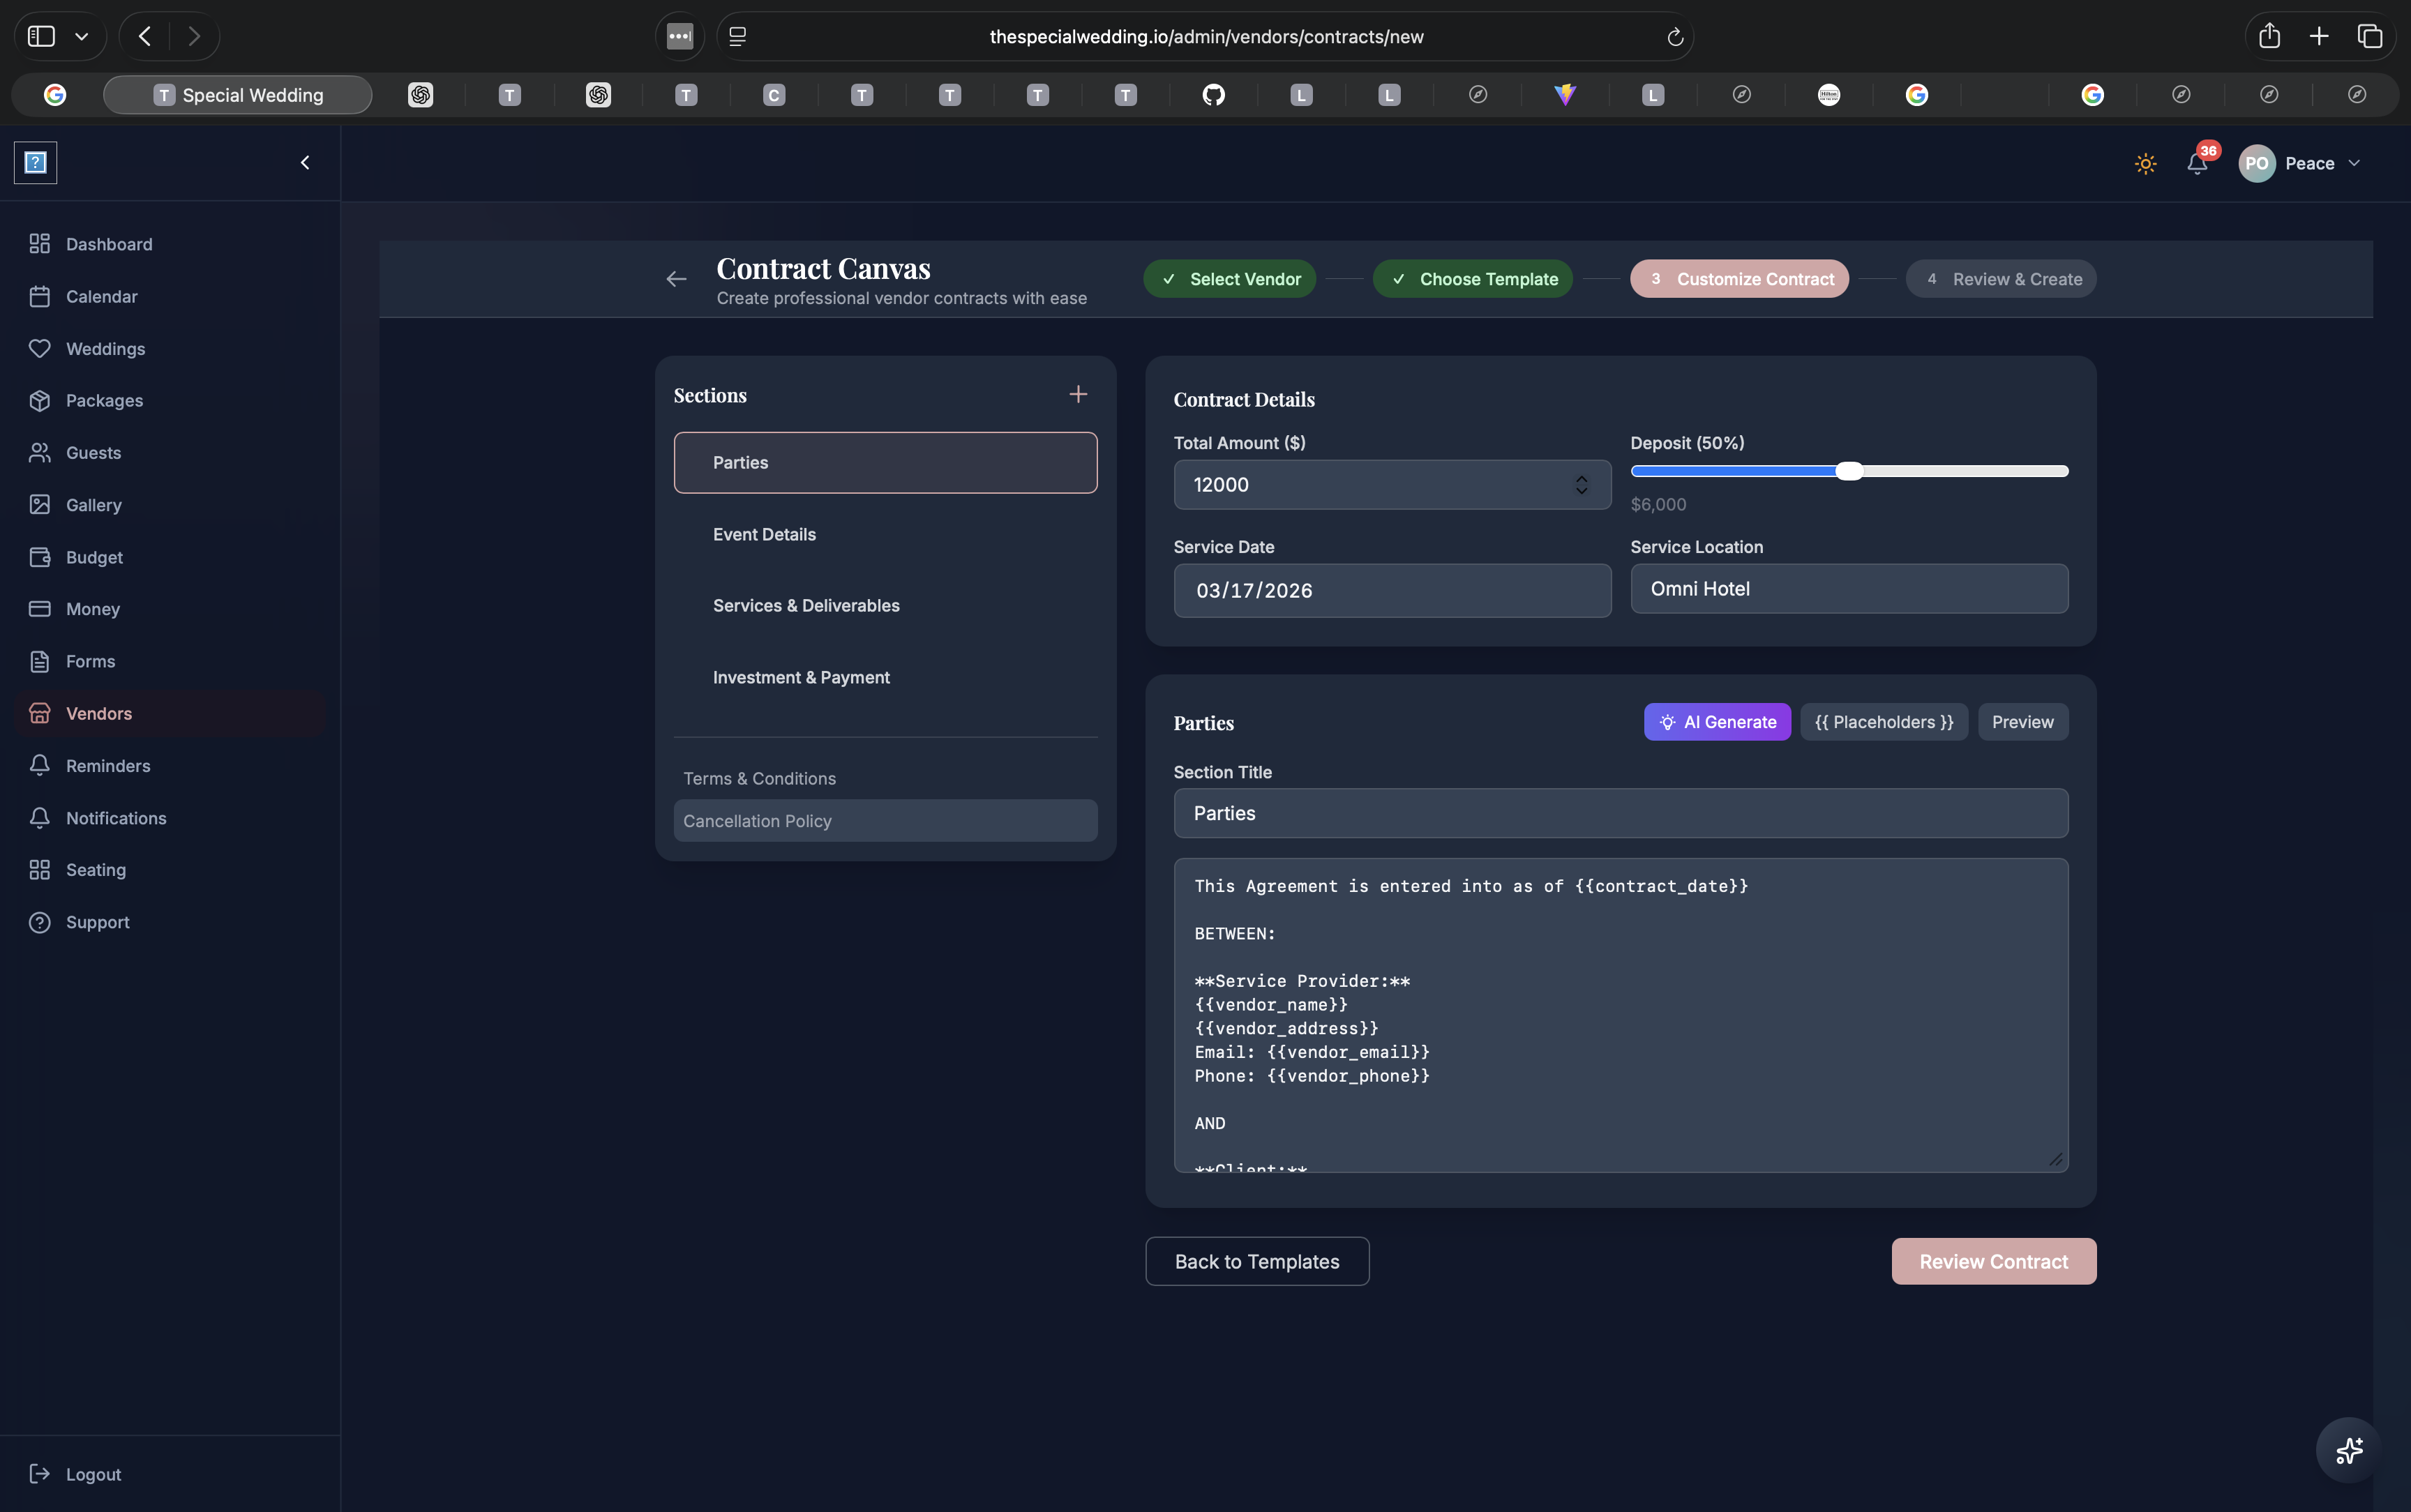 thespecialwedding.io/admin/vendors/contracts/new
T Special Wedding
T
T
C
T
T
T
T
L
L
L
Hilton
?
36
PO Peace
Dashboard
Calendar
Weddings
Packages
Guests
Gallery
Budget
Money
Forms
Vendors
Reminders
Notifications
Seating
Support
Logout
Contract Canvas
Create professional vendor contracts with ease
✓ Select Vendor
✓ Choose Template
3 Customize Contract
4 Review & Create
Sections
Parties
Event Details
Services & Deliverables
Investment & Payment
Terms & Conditions
Cancellation Policy
Contract Details
Total Amount ($)
12000
Deposit (50%)
$6,000
Service Date
03/17/2026
Service Location
Omni Hotel
Parties
AI Generate
{{ Placeholders }}
Preview
Section Title
Parties
This Agreement is entered into as of {{contract_date}}
BETWEEN:
**Service Provider:**
{{vendor_name}}
{{vendor_address}}
Email: {{vendor_email}}
Phone: {{vendor_phone}}
AND
**Client:**
Back to Templates
Review Contract